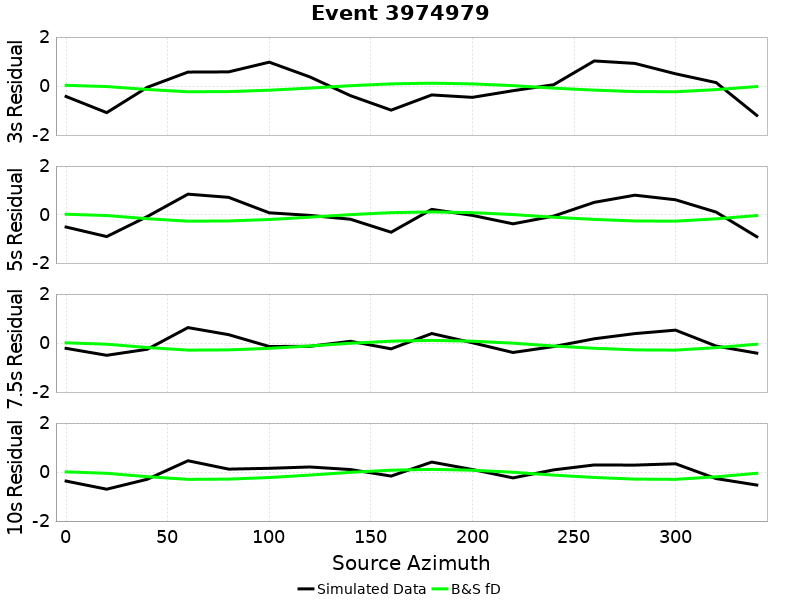 Event 3974979
3s Residual
2
0
-2
5s Residual
2
0
-2
7.5s Residual
2
0
-2
10s Residual
2
0
-2
0 50 100 150 200 250 300
Source Azimuth
Simulated Data B&S fD